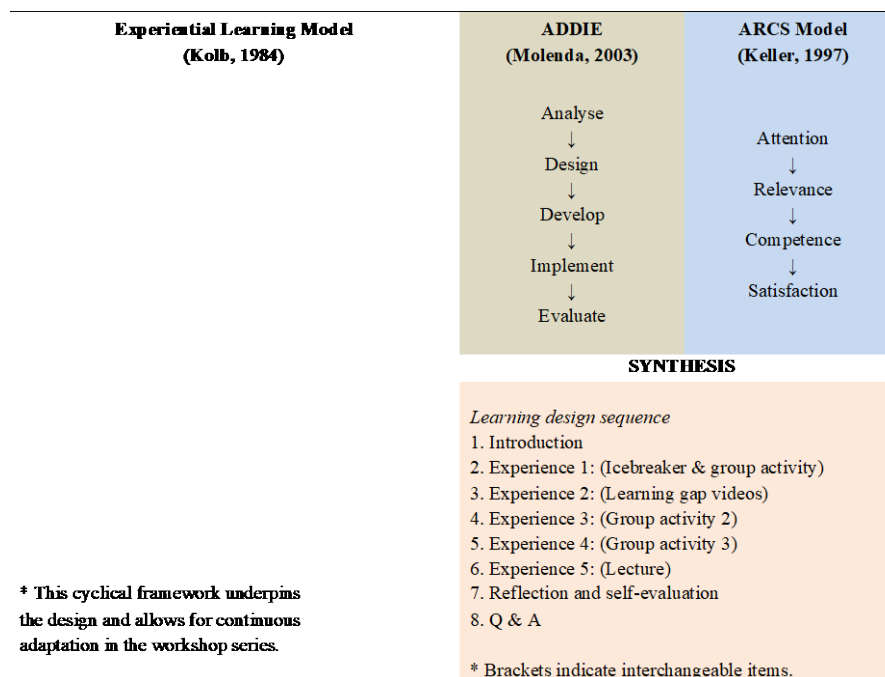 Experiential Learning Model
(Kolb, 1984)
ADDIE
(Molenda, 2003)
ARCS Model
(Keller, 1997)
Analyse
↓
Design
↓
Develop
↓
Implement
↓
Evaluate
Attention
↓
Relevance
↓
Competence
↓
Satisfaction
SYNTHESIS
Learning design sequence
1. Introduction
2. Experience 1: (Icebreaker & group activity)
3. Experience 2: (Learning gap videos)
4. Experience 3: (Group activity 2)
5. Experience 4: (Group activity 3)
6. Experience 5: (Lecture)
7. Reflection and self-evaluation
8. Q & A
* Brackets indicate interchangeable items.
* This cyclical framework underpins
the design and allows for continuous
adaptation in the workshop series.